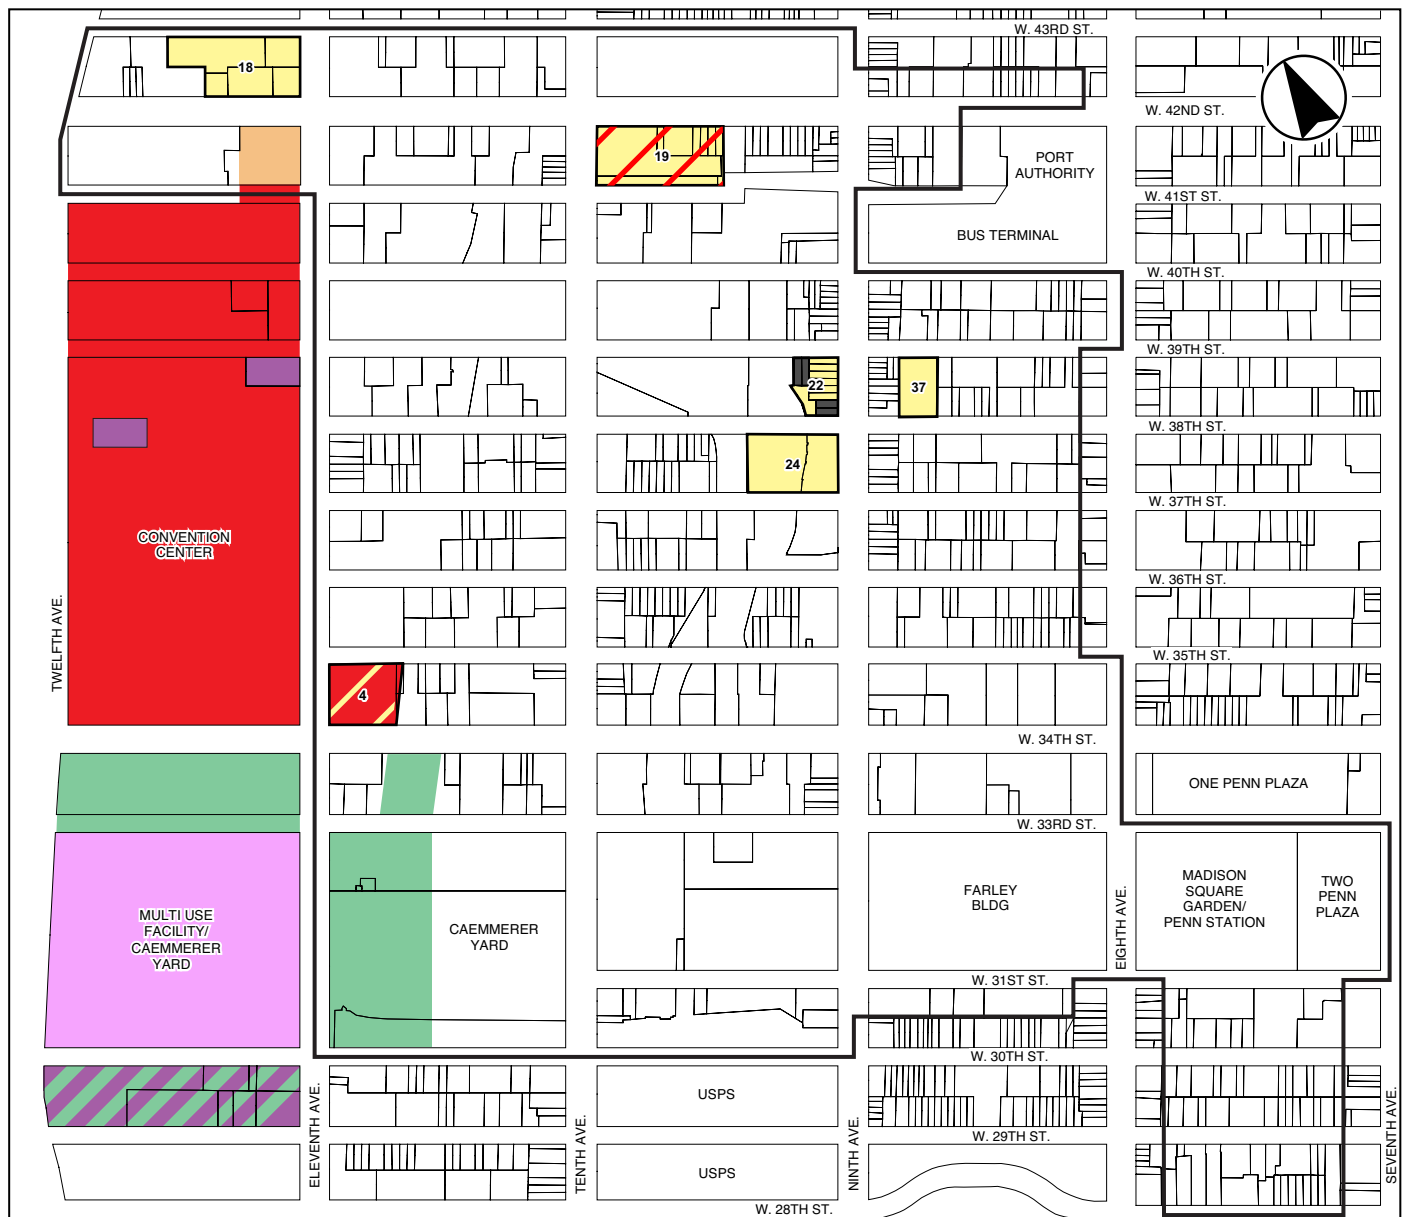 W. 43RD ST.
18
W. 42ND ST.
19
PORT
AUTHORITY
W. 41ST ST.
BUS TERMINAL
W. 40TH ST.
W. 39TH ST.
22
37
W. 38TH ST.
24
W. 37TH ST.
CONVENTION
CENTER
W. 36TH ST.
TWELFTH AVE.
W. 35TH ST.
4
W. 34TH ST.
ONE PENN PLAZA
W. 33RD ST.
MULTI USE
FACILITY/
CAEMMERER
YARD
CAEMMERER
YARD
FARLEY
BLDG
EIGHTH AVE.
MADISON
SQUARE
GARDEN/
PENN STATION
TWO
PENN
PLAZA
W. 31ST ST.
W. 30TH ST.
USPS
ELEVENTH AVE.
TENTH AVE.
NINTH AVE.
SEVENTH AVE.
W. 29TH ST.
USPS
W. 28TH ST.